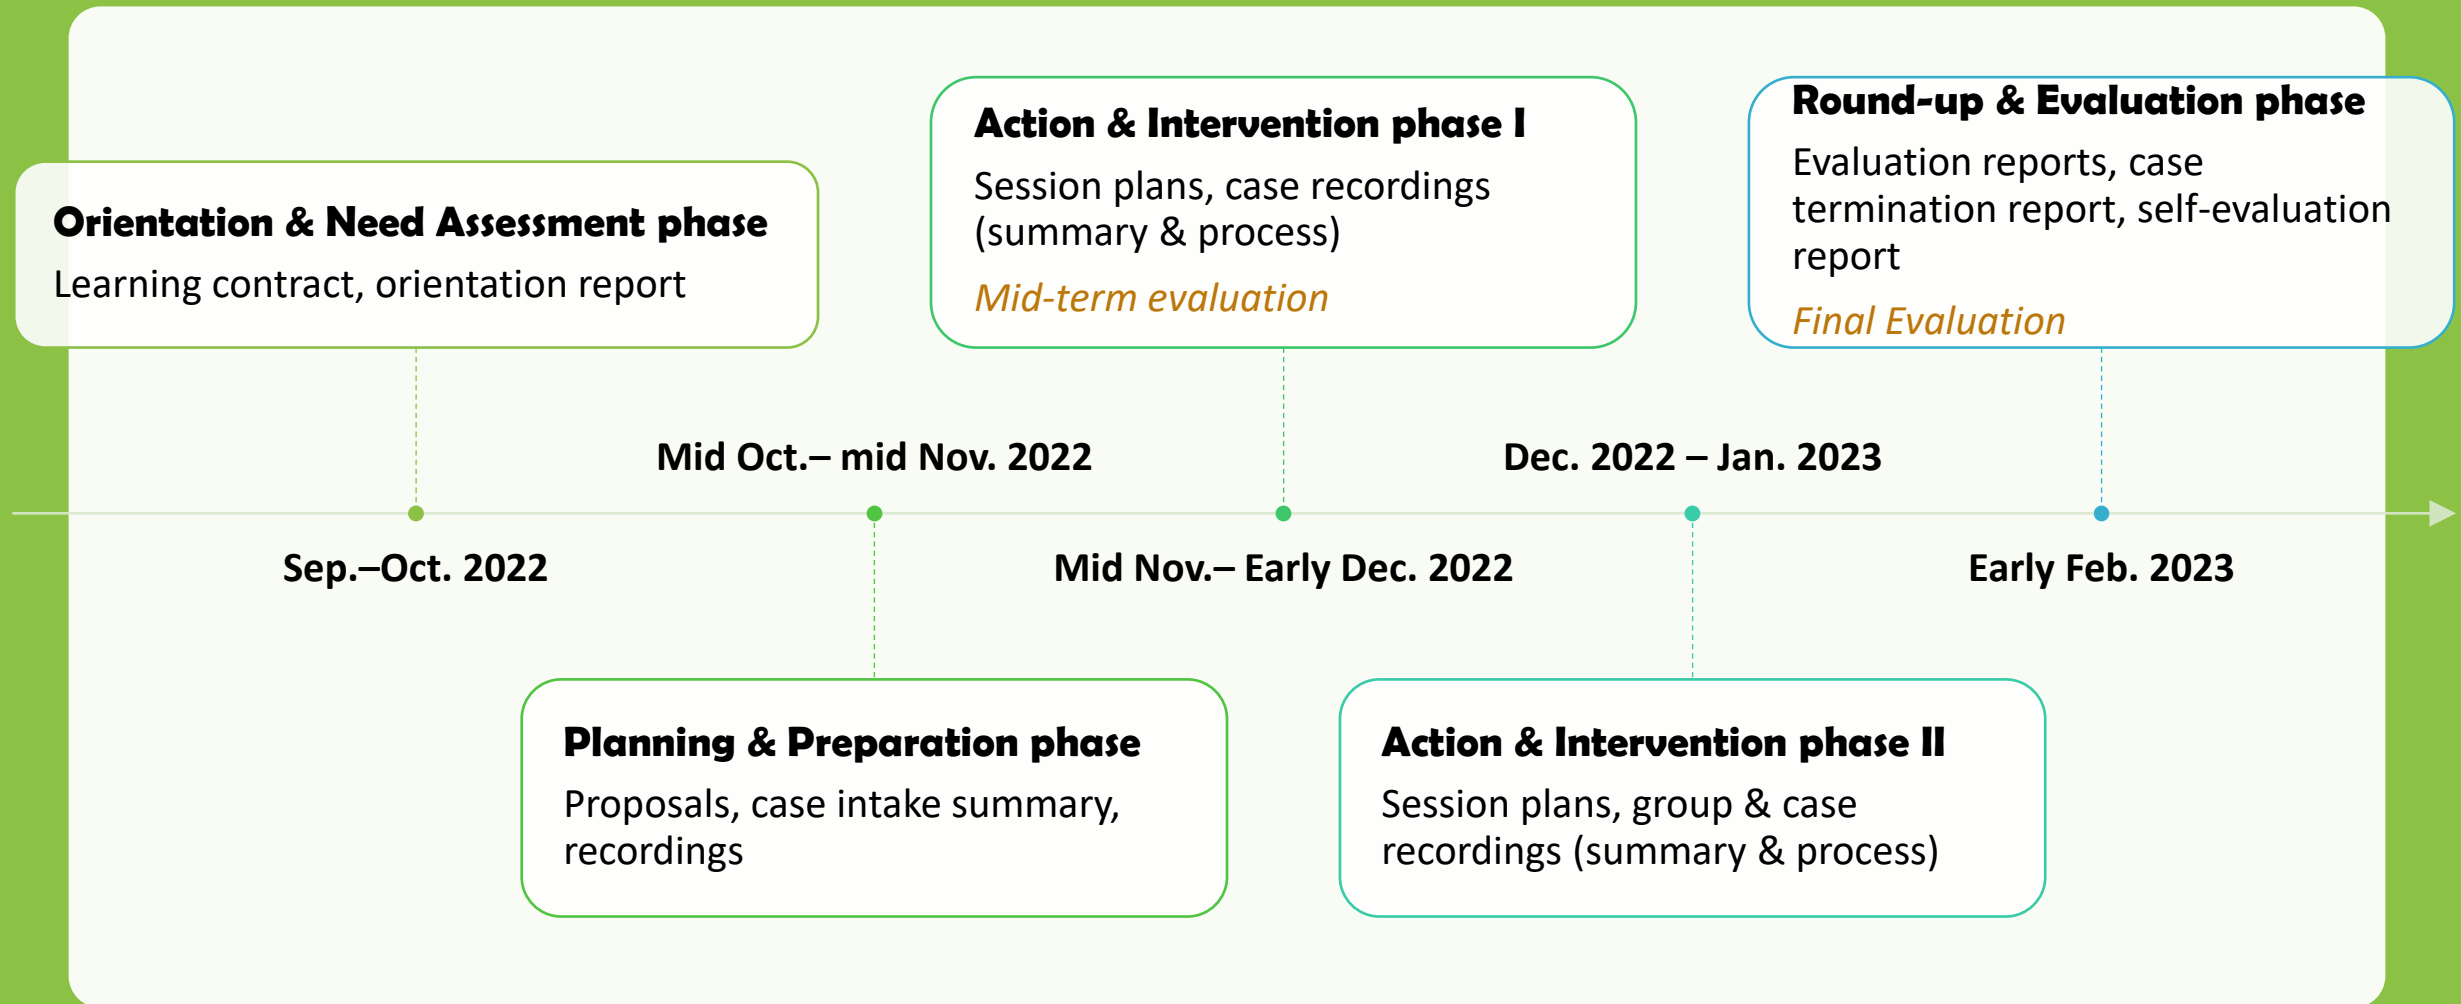 Orientation & Need Assessment phase
Learning contract, orientation report
Sep.–Oct. 2022
Mid Oct.– mid Nov. 2022
Planning & Preparation phase
Proposals, case intake summary,
recordings
Action & Intervention phase I
Session plans, case recordings
(summary & process)
Mid-term evaluation
Mid Nov.– Early Dec. 2022
Dec. 2022 – Jan. 2023
Action & Intervention phase II
Session plans, group & case
recordings (summary & process)
Round-up & Evaluation phase
Evaluation reports, case
termination report, self-evaluation
report
Final Evaluation
Early Feb. 2023